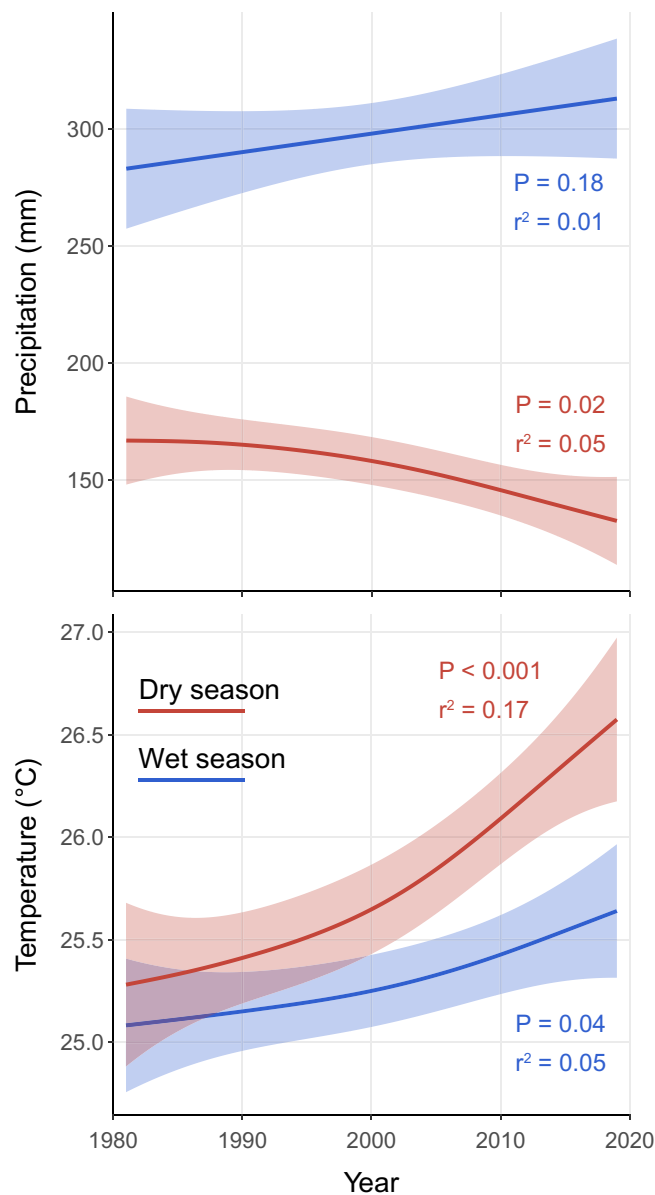 Precipitation (mm)
300
250
200
150
P = 0.18
r² = 0.01
P = 0.02
r² = 0.05
Temperature (°C)
27.0
26.5
26.0
25.5
25.0
Dry season
Wet season
P < 0.001
r² = 0.17
P = 0.04
r² = 0.05
1980 1990 2000 2010 2020
Year